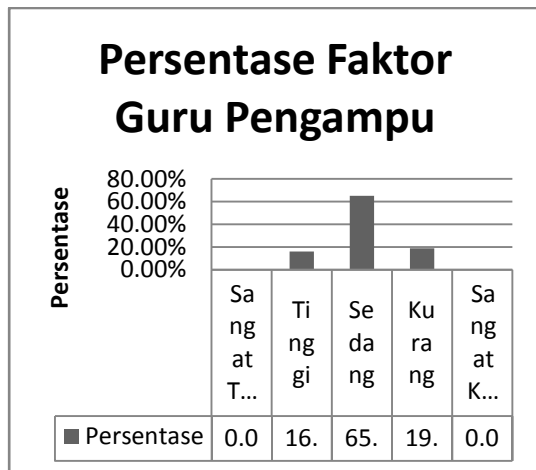 Persentase Faktor
Guru Pengampu
Persentase
80.00%
60.00%
40.00%
20.00%
0.00%
Sa
ng
at
T...
Ti
ng
gi
Se
da
ng
Ku
ra
ng
Sa
ng
at
K...
Persentase 0.0 16. 65. 19. 0.0